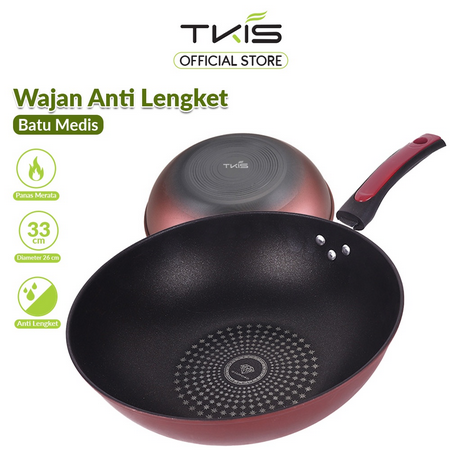 TKIS
OFFICIAL STORE
Wajan Anti Lengket
Batu Medis
Panas Merata
33
cm
Diameter 26 cm
Anti Lengket
TKIS